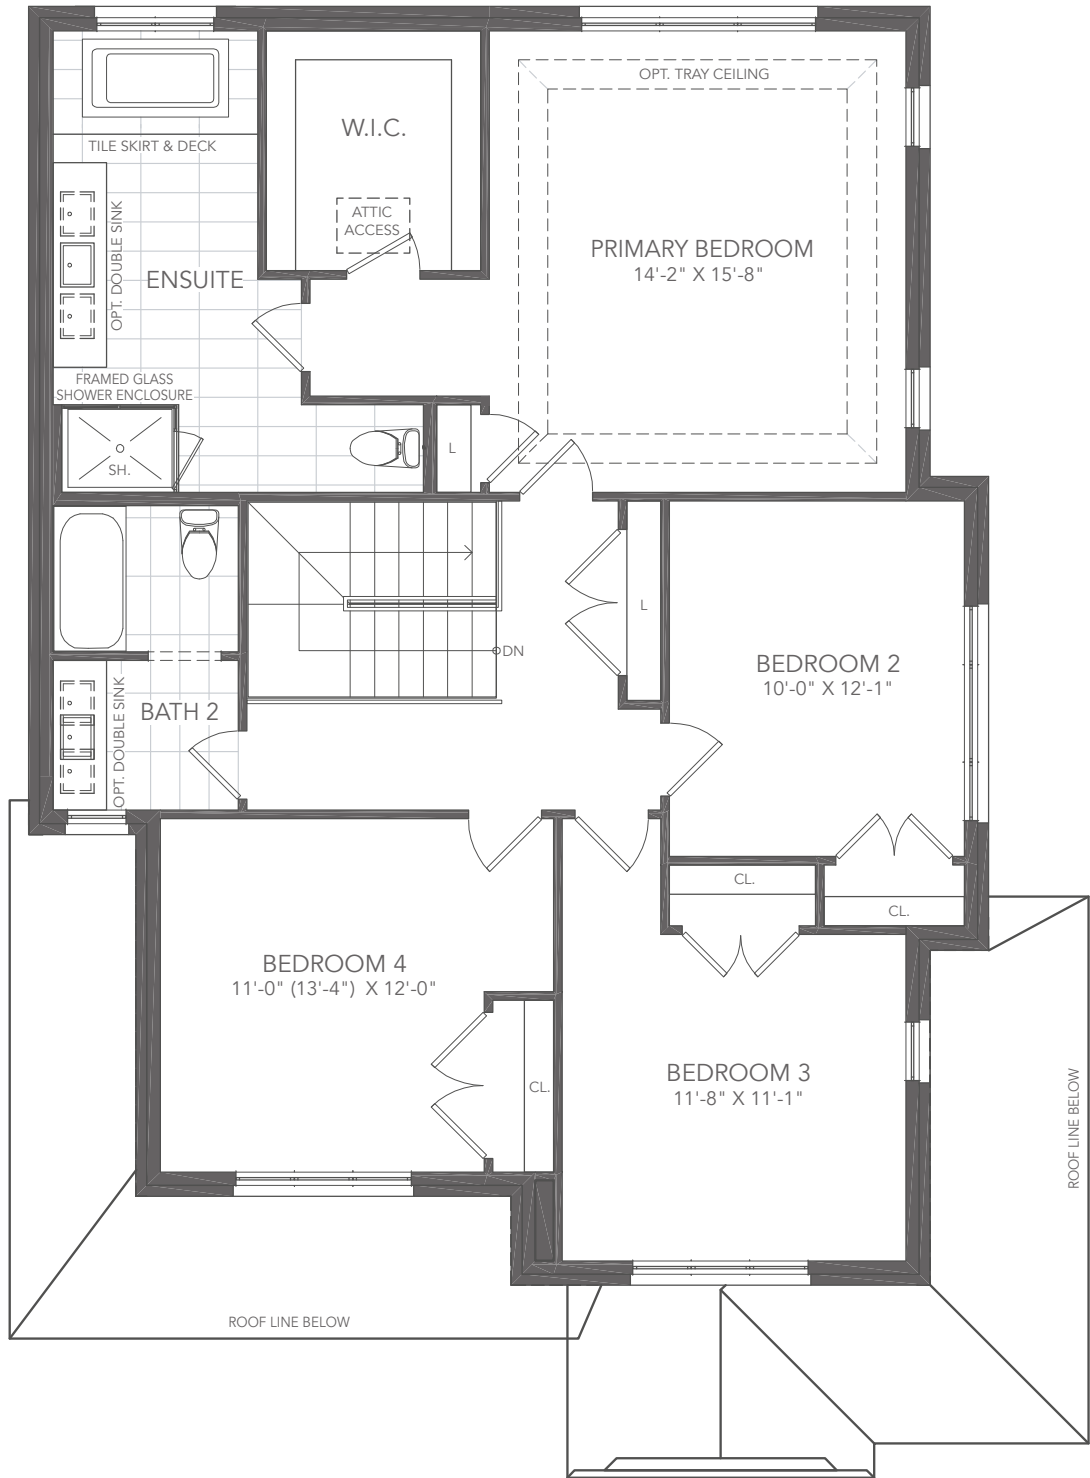 OPT. TRAY CEILING
W.I.C.
TILE SKIRT & DECK
ATTIC
ACCESS
OPT. DOUBLE SINK
ENSUITE
PRIMARY BEDROOM
14'-2" X 15'-8"
FRAMED GLASS
SHOWER ENCLOSURE
SH.
L
L
DN
BEDROOM 2
10'-0" X 12'-1"
OPT. DOUBLE SINK
BATH 2
CL.
CL.
BEDROOM 4
11'-0" (13'-4") X 12'-0"
CL.
BEDROOM 3
11'-8" X 11'-1"
ROOF LINE BELOW
ROOF LINE BELOW